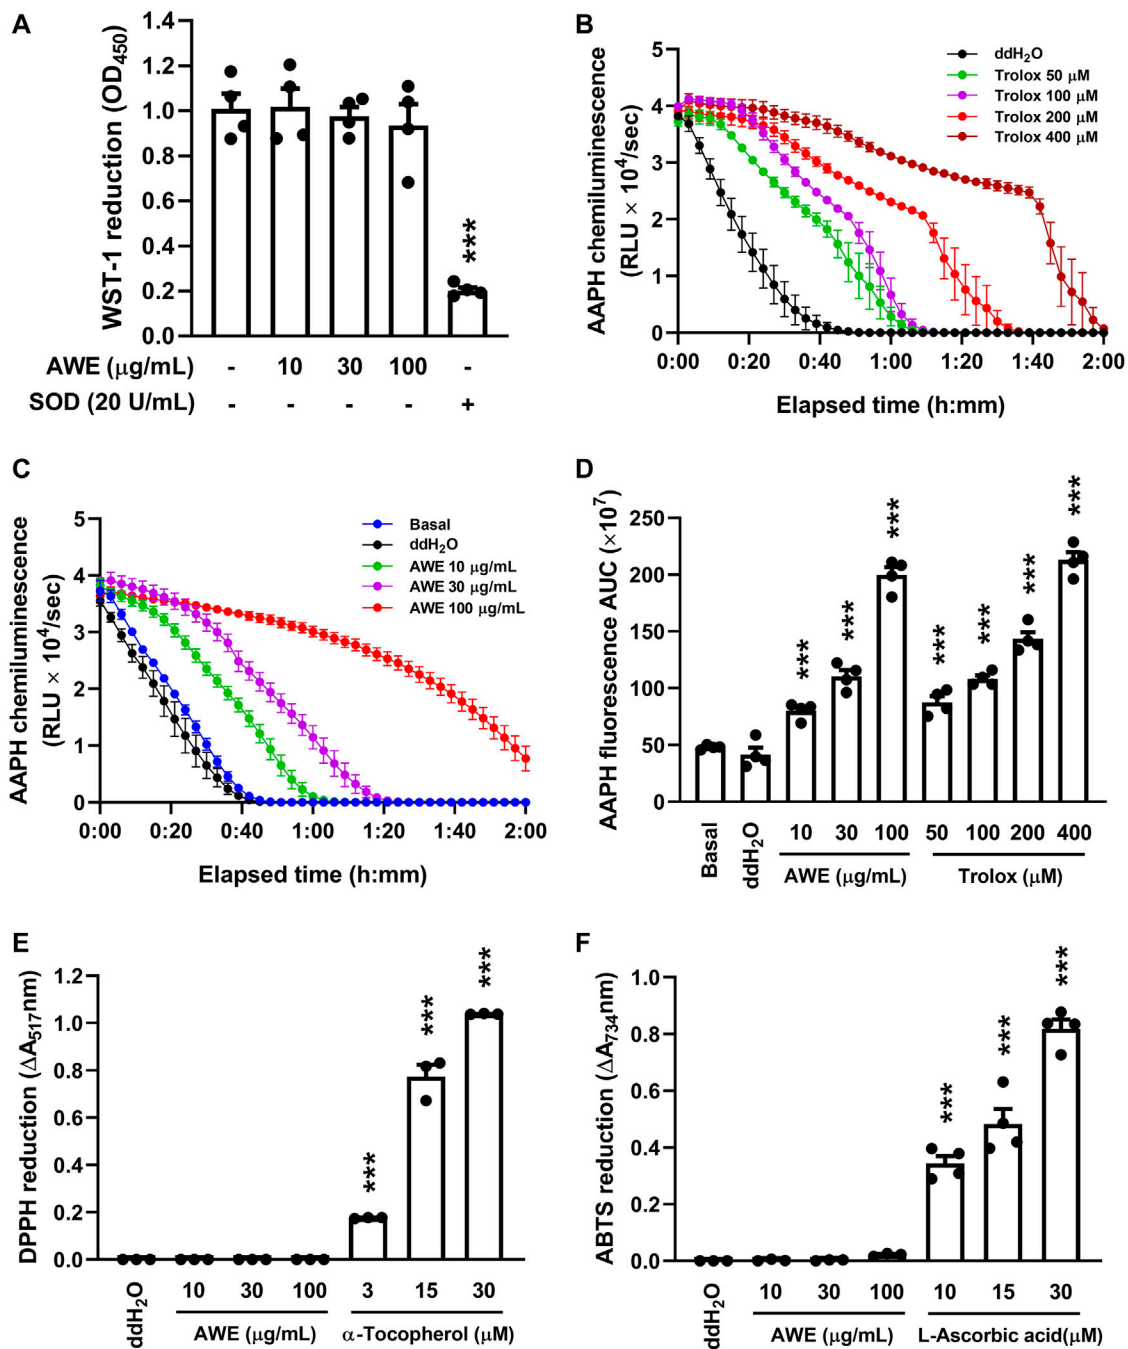 A
WST-1 reduction (OD450)
1.4
1.2
1.0
0.8
0.6
0.4
0.2
0.0
***
AWE (μg/mL) - 10 30 100 -
SOD (20 U/mL) - - - - +
B
AAPH chemiluminescence
(RLU × 10^4/sec)
5
4
3
2
1
0
ddH2O
Trolox 50 μM
Trolox 100 μM
Trolox 200 μM
Trolox 400 μM
0:00 0:20 0:40 1:00 1:20 1:40 2:00
Elapsed time (h:mm)
C
AAPH chemiluminescence
(RLU × 10^4/sec)
5
4
3
2
1
0
Basal
ddH2O
AWE 10 μg/mL
AWE 30 μg/mL
AWE 100 μg/mL
0:00 0:20 0:40 1:00 1:20 1:40 2:00
Elapsed time (h:mm)
D
AAPH fluorescence AUC (×10^7)
250
200
150
100
50
0
*** *** *** *** *** *** ***
Basal ddH2O 10 30 100 50 100 200 400
AWE (μg/mL) Trolox (μM)
E
DPPH reduction (ΔA517nm)
1.2
1.0
0.8
0.6
0.4
0.2
0.0
*** *** ***
ddH2O 10 30 100 3 15 30
AWE (μg/mL) α-Tocopherol (μM)
F
ABTS reduction (ΔA734nm)
1.0
0.8
0.6
0.4
0.2
0.0
*** *** ***
ddH2O 10 30 100 10 15 30
AWE (μg/mL) L-Ascorbic acid(μM)